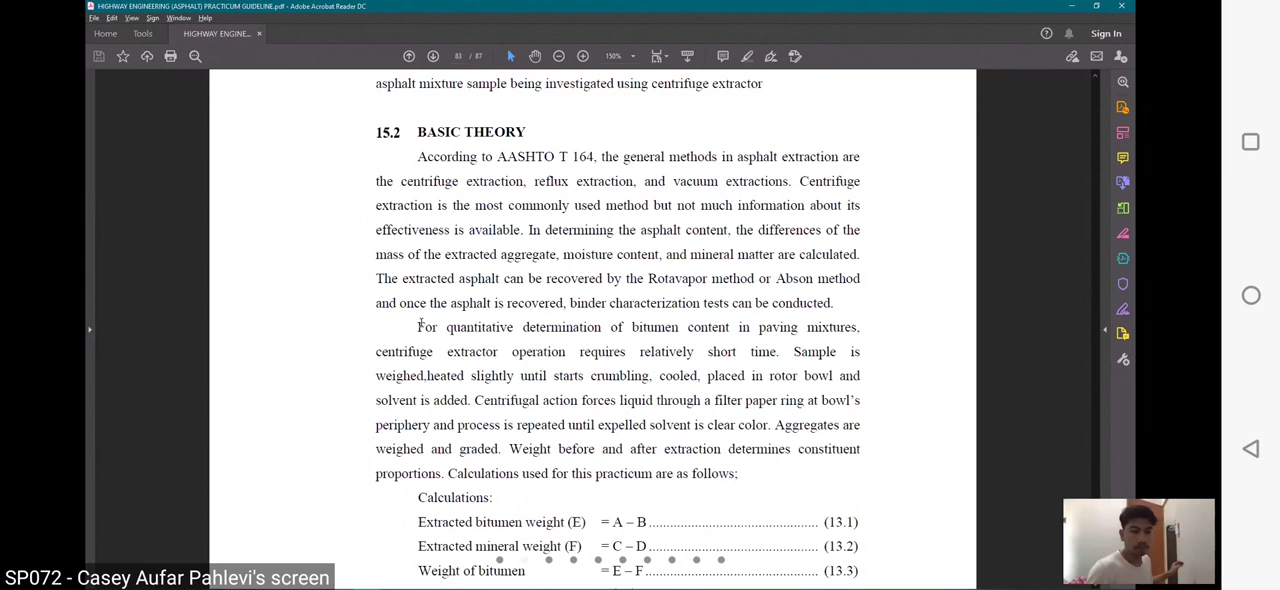 HIGHWAY ENGINEERING (ASPHALT) PRACTICUM GUIDELINE.pdf - Adobe Acrobat Reader DC
File Edit View Sign Window Help
Home Tools HIGHWAY ENGINE... × Sign In
83 / 87 150%
asphalt mixture sample being investigated using centrifuge extractor
15.2 BASIC THEORY
According to AASHTO T 164, the general methods in asphalt extraction are
the centrifuge extraction, reflux extraction, and vacuum extractions. Centrifuge
extraction is the most commonly used method but not much information about its
effectiveness is available. In determining the asphalt content, the differences of the
mass of the extracted aggregate, moisture content, and mineral matter are calculated.
The extracted asphalt can be recovered by the Rotavapor method or Abson method
and once the asphalt is recovered, binder characterization tests can be conducted.
For quantitative determination of bitumen content in paving mixtures,
centrifuge extractor operation requires relatively short time. Sample is
weighed,heated slightly until starts crumbling, cooled, placed in rotor bowl and
solvent is added. Centrifugal action forces liquid through a filter paper ring at bowl's
periphery and process is repeated until expelled solvent is clear color. Aggregates are
weighed and graded. Weight before and after extraction determines constituent
proportions. Calculations used for this practicum are as follows;
Calculations:
Extracted bitumen weight (E) = A – B.......................................... (13.1)
Extracted mineral weight (F) = C – D.......................................... (13.2)
Weight of bitumen = E – F........................................... (13.3)
SP072 - Casey Aufar Pahlevi's screen